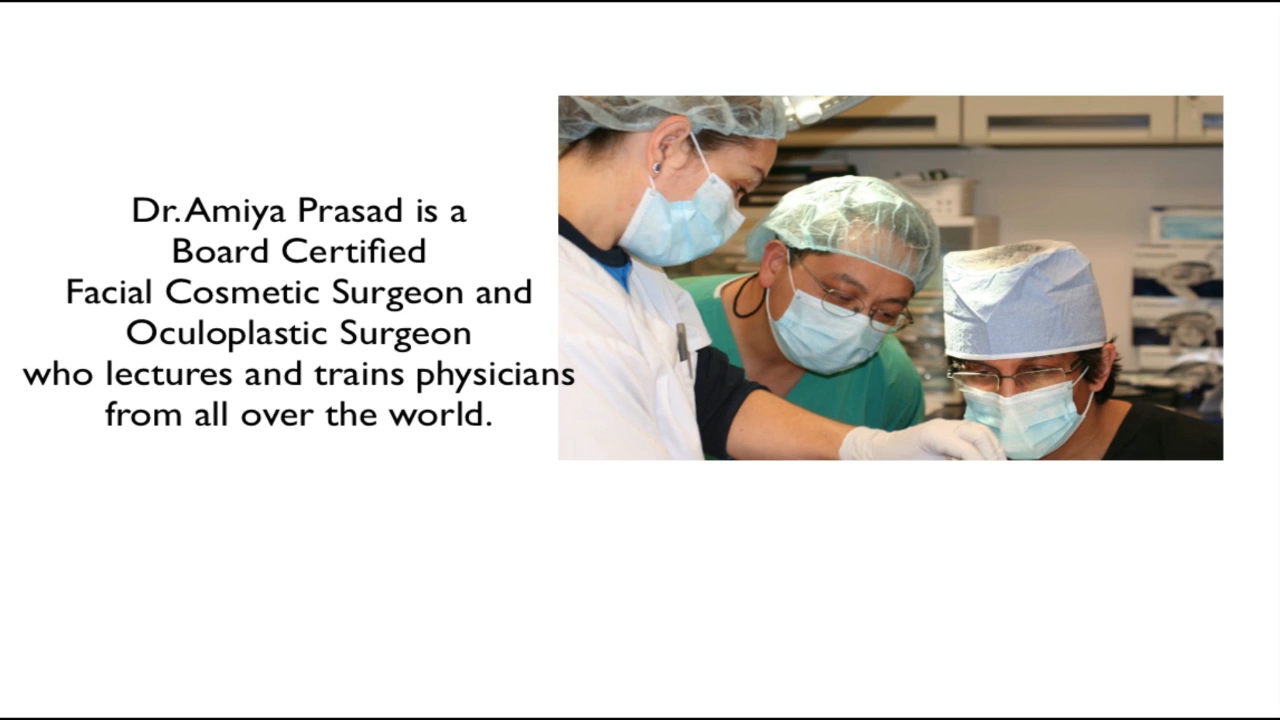 Dr. Amiya Prasad is a
Board Certified
Facial Cosmetic Surgeon and
Oculoplastic Surgeon
who lectures and trains physicians
from all over the world.